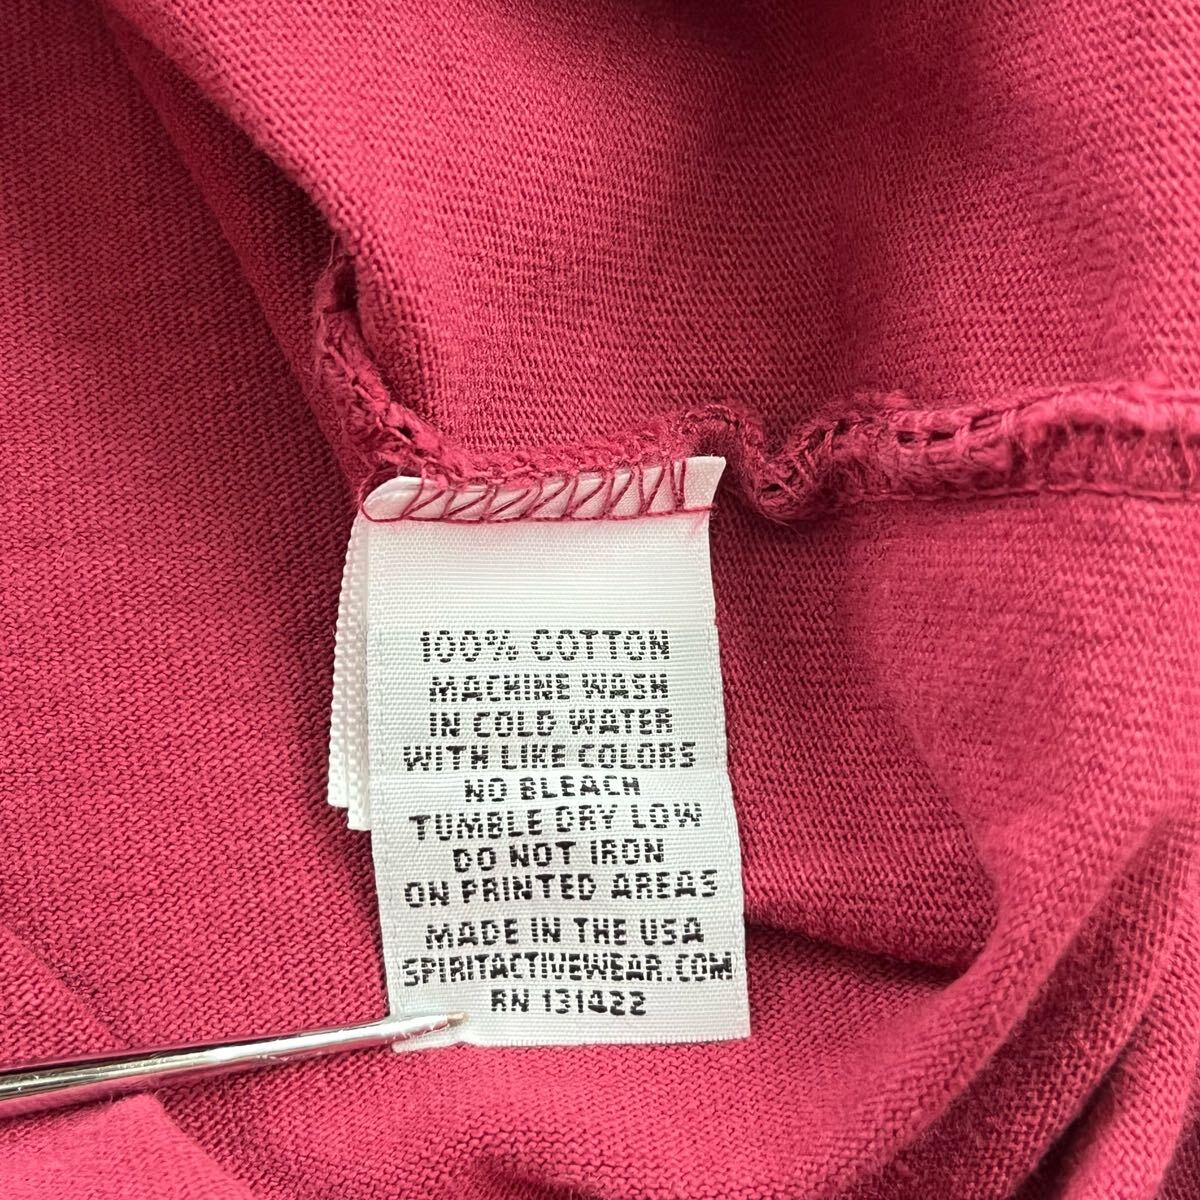 100% COTTON
MACHINE WASH
IN COLD WATER
WITH LIKE COLORS
NO BLEACH
TUMBLE DRY LOW
DO NOT IRON
ON PRINTED AREAS
MADE IN THE USA
SPIRITACTIVEWEAR.COM
RN 131422